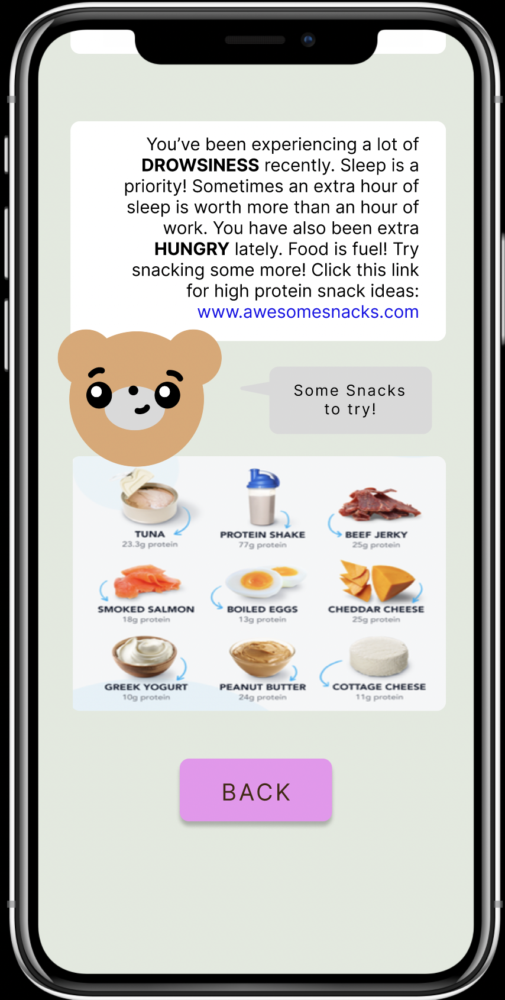 You’ve been experiencing a lot of
DROWSINESS recently. Sleep is a
priority! Sometimes an extra hour of
sleep is worth more than an hour of
work. You have also been extra
HUNGRY lately. Food is fuel! Try
snacking some more! Click this link
for high protein snack ideas:
www.awesomesnacks.com
Some Snacks
to try!
TUNA
23.3g protein
PROTEIN SHAKE
77g protein
BEEF JERKY
25g protein
SMOKED SALMON
18g protein
BOILED EGGS
13g protein
CHEDDAR CHEESE
25g protein
GREEK YOGURT
10g protein
PEANUT BUTTER
24g protein
COTTAGE CHEESE
11g protein
BACK